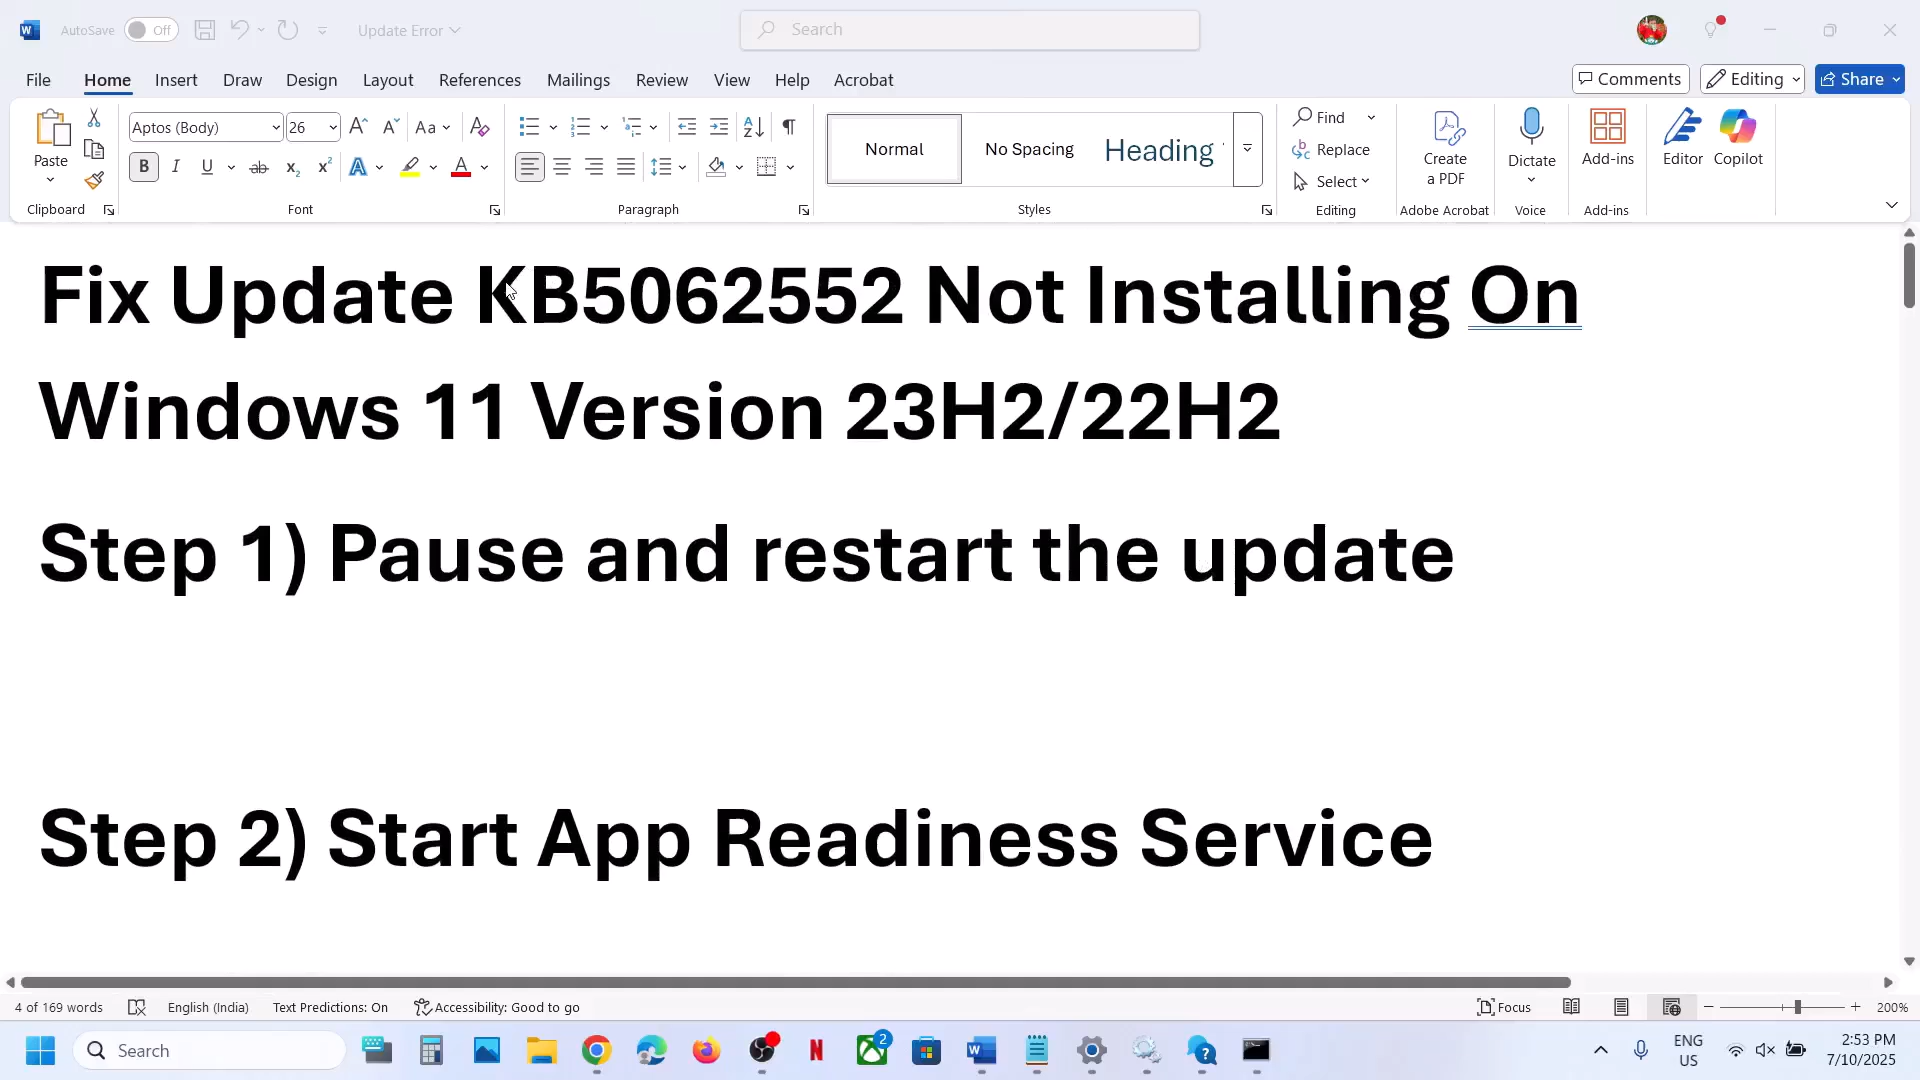 AutoSave Off Update Error Search
File Home Insert Draw Design Layout References Mailings Review View Help Acrobat Comments Editing Share
Paste Aptos (Body) 26 Aa Normal No Spacing Heading Find Replace Select Create a PDF Dictate Add-ins Editor Copilot
B I U ab x₂ x² A A
Clipboard Font Paragraph Styles Editing Adobe Acrobat Voice Add-ins
Fix Update KB5062552 Not Installing On
Windows 11 Version 23H2/22H2
Step 1) Pause and restart the update
Step 2) Start App Readiness Service
4 of 169 words English (India) Text Predictions: On Accessibility: Good to go Focus 200%
Search 2 ENG 2:53 PM
US 7/10/2025